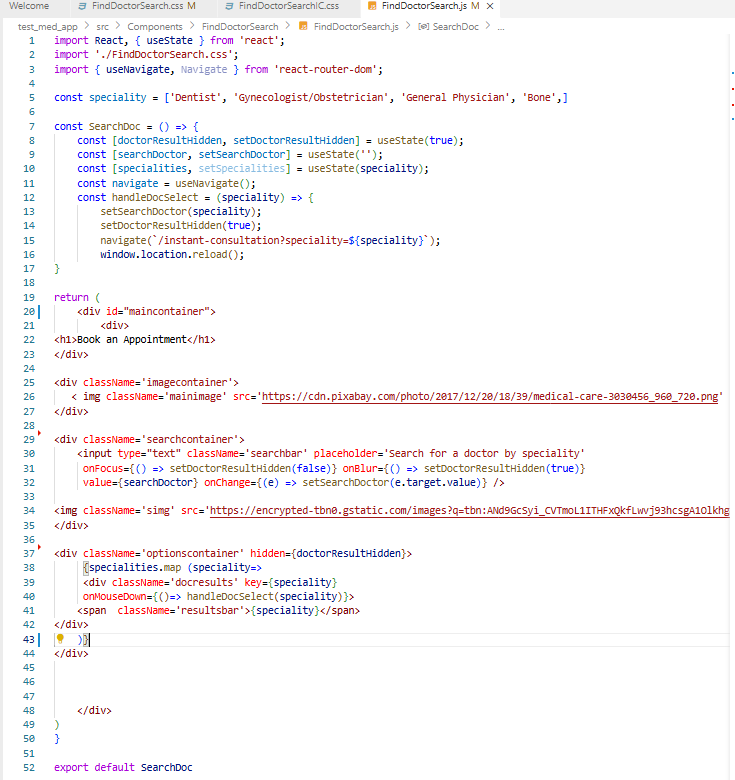 Welcome FindDoctorSearch.css M FindDoctorSearchIC.css FindDoctorSearch.js M ×
test_med_app > src > Components > FindDoctorSearch > FindDoctorSearch.js > SearchDoc > ...
1 import React, { useState } from 'react';
2 import './FindDoctorSearch.css';
3 import { useNavigate, Navigate } from 'react-router-dom';
4
5 const speciality = ['Dentist', 'Gynecologist/Obstetrician', 'General Physician', 'Bone',]
6
7 const SearchDoc = () => {
8 const [doctorResultHidden, setDoctorResultHidden] = useState(true);
9 const [searchDoctor, setSearchDoctor] = useState('');
10 const [specialities, setSpecialities] = useState(speciality);
11 const navigate = useNavigate();
12 const handleDocSelect = (speciality) => {
13 setSearchDoctor(speciality);
14 setDoctorResultHidden(true);
15 navigate(`/instant-consultation?speciality=${speciality}`);
16 window.location.reload();
17 }
18
19 return (
20 <div id="maincontainer">
21 <div>
22 <h1>Book an Appointment</h1>
23 </div>
24
25 <div className='imagecontainer'>
26 < img className='mainimage' src='https://cdn.pixabay.com/photo/2017/12/20/18/39/medical-care-3030456_960_720.png'
27 </div>
28
29 <div className='searchcontainer'>
30 <input type="text" className='searchbar' placeholder='Search for a doctor by speciality'
31 onFocus={() => setDoctorResultHidden(false)} onBlur={() => setDoctorResultHidden(true)}
32 value={searchDoctor} onChange={(e) => setSearchDoctor(e.target.value)} />
33
34 <img className='simg' src='https://encrypted-tbn0.gstatic.com/images?q=tbn:ANd9GcSyi_CVTmoL1ITHFxQkfLwvj93hcsgA1Olkhg
35 </div>
36
37 <div className='optionscontainer' hidden={doctorResultHidden}>
38 {specialities.map (speciality=>
39 <div className='docresults' key={speciality}
40 onMouseDown={()=> handleDocSelect(speciality)}>
41 <span  className='resultsbar'>{speciality}</span>
42 </div>
43 )}
44 </div>
45
46
47
48 </div>
49 )
50 }
51
52 export default SearchDoc